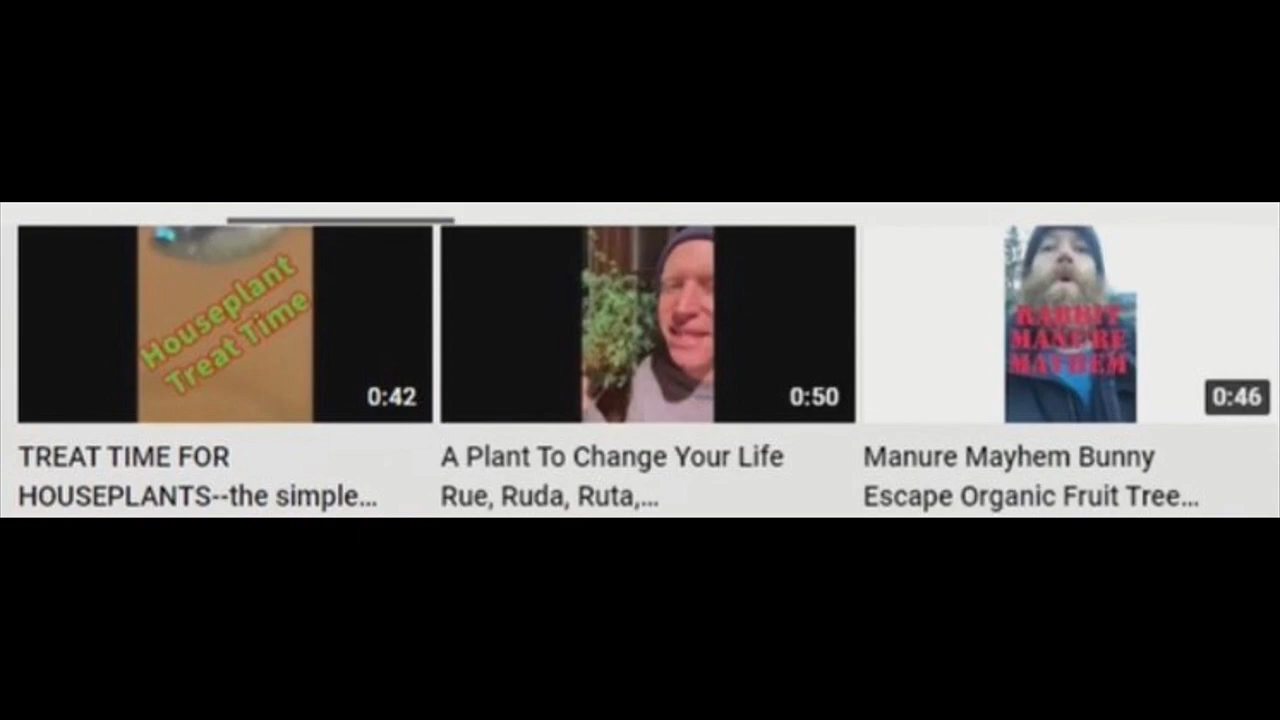 Houseplant
Treat Time
0:42
0:50
RABBIT
MANURE
MAYHEM
0:46
TREAT TIME FOR
HOUSEPLANTS--the simple...
A Plant To Change Your Life
Rue, Ruda, Ruta,...
Manure Mayhem Bunny
Escape Organic Fruit Tree...